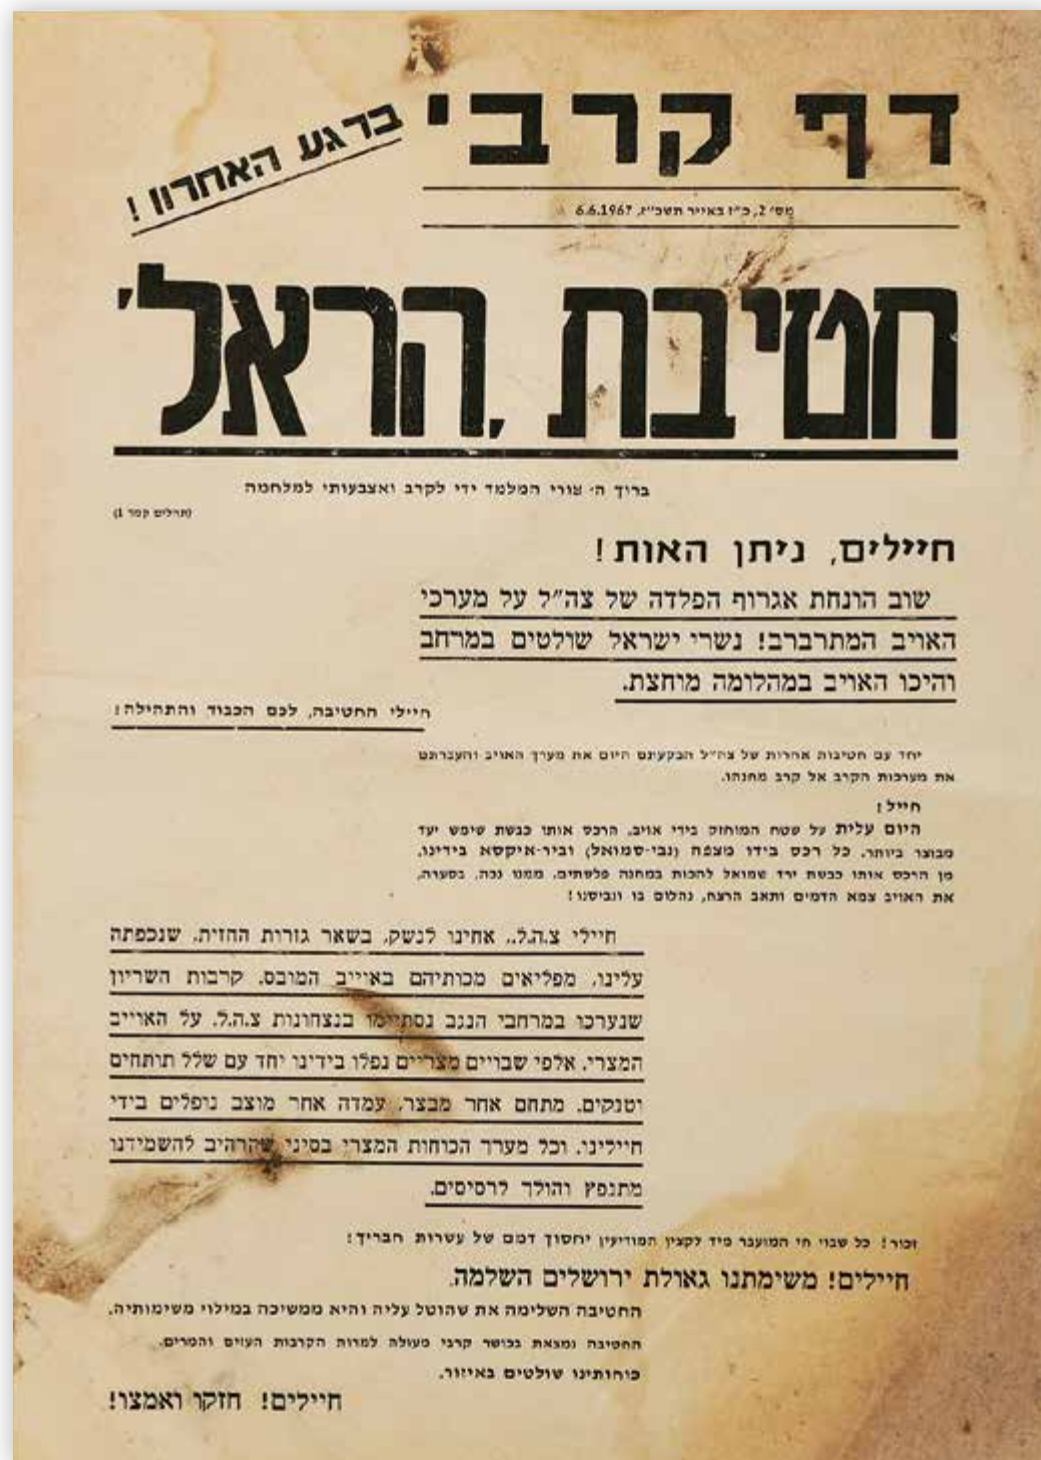 דף קרבי
ברגע האחרון!
מס׳ 2, כ״ז באייר תשכ״ז, 6.6.1967
חטיבת ,הראל׳
ברוך ה׳ צורי המלמד ידי לקרב ואצבעותי למלחמה
(תהלים קמד 1)
חיילים, ניתן האות!
שוב הונחת אגרוף הפלדה של צה״ל על מערכי
האויב המתרברב! נשרי ישראל שולטים במרחב
והיכו האויב במהלומה מוחצת.
חיילי החטיבה, לכם הכבוד והתהילה!
יחד עם חטיבות אחרות של צה״ל הבקעתם היום את מערך האויב והעברתם
את מערכות הקרב אל קרב מחנהו.
חייל!
היום עלית על שטח המוחזק בידי אויב. הרכס אותו כבשת שימש יעד
מבוצר ביותר. כל רכס בידו מצפה (נבי-סמואל) וביר-איקסא בידינו.
מן הרכס אותו כבשת ירד שמואל להכות במחנה פלשתים. ממנו נכה, בסערה,
את האויב צמא הדמים ותאב הרצח, נהלום בו וניבסנו!
חיילי צ.ה.ל., אחינו לנשק, בשאר גזרות החזית, שנכפתה
עלינו, מפליאים מכותיהם באוייב המובס. קרבות השריון
שנערכו במרחבי הנגב נסתיימו בנצחונות צ.ה.ל. על האוייב
המצרי. אלפי שבויים מצריים נפלו בידינו יחד עם שלל תותחים
וטנקים. מתחם אחר מבצר, עמדה אחר מוצב נופלים בידי
חיילינו. וכל מערך הכוחות המצרי בסיני שהרהיב להשמידנו
מתנפץ והולך לרסיסים.
זכור! כל שבוי חי המועבר מיד לקצין המודיעין יחסוך דמם של עשרות חבריך!
חיילים! משימתנו גאולת ירושלים השלמה.
החטיבה השלימה את שהוטל עליה והיא ממשיכה במילוי משימותיה.
החטיבה נמצאת בכושר קרבי מעולה למרות הקרבות העזים והמרים.
כוחותינו שולטים באיזור.
חיילים! חזקו ואמצו!